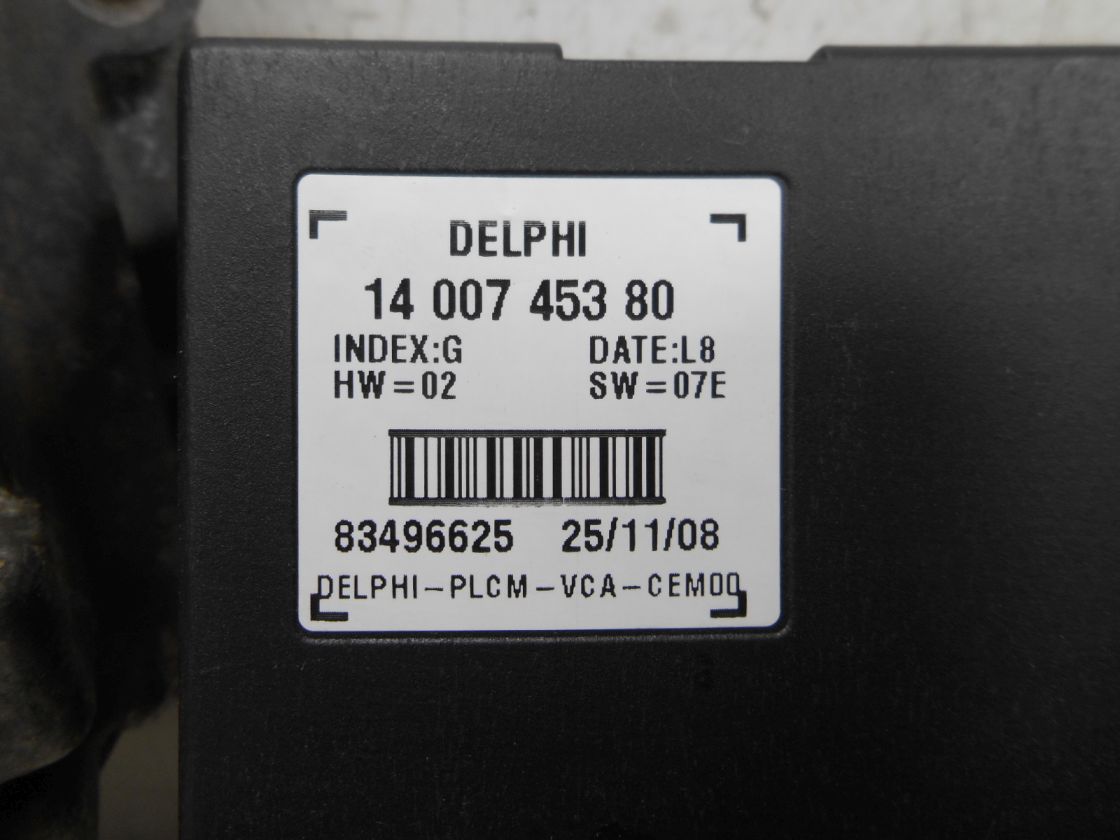 DELPHI
14 007 453 80
INDEX:G DATE:L8
HW=02 SW=07E
83496625 25/11/08
DELPHI-PLCM-VCA-CEM00